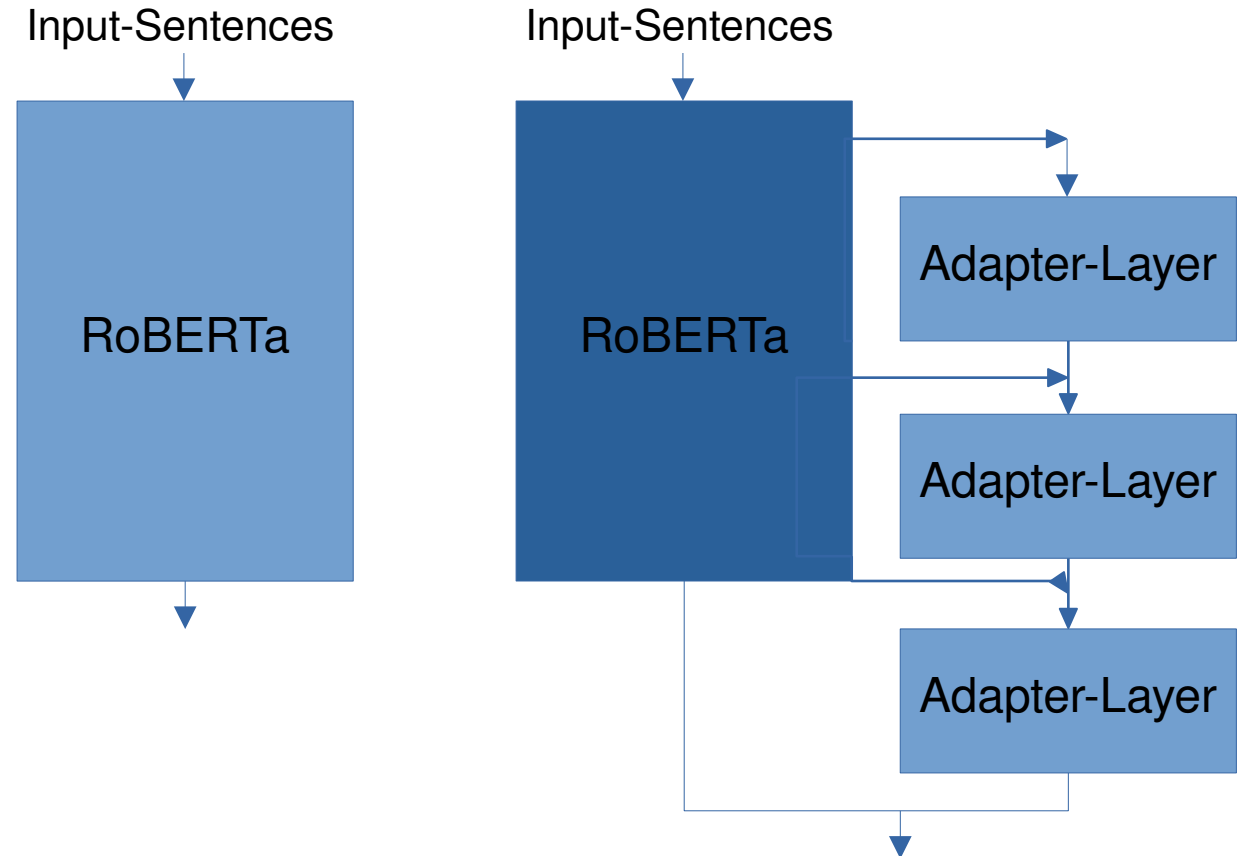 Input-Sentences
RoBERTa
Input-Sentences
RoBERTa
Adapter-Layer
Adapter-Layer
Adapter-Layer